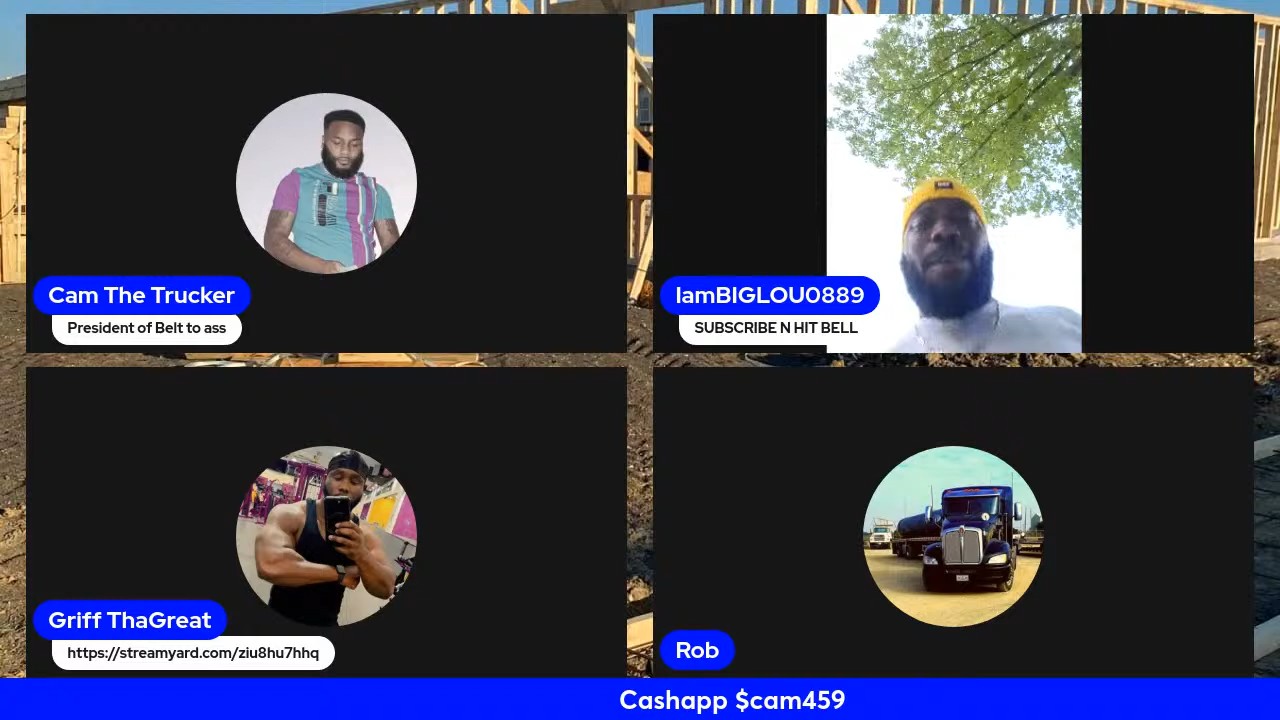 Cam The Trucker
President of Belt to ass
IamBIGLOU0889
SUBSCRIBE N HIT BELL
Griff ThaGreat
https://streamyard.com/ziu8hu7hhq
Rob
Cashapp $cam459